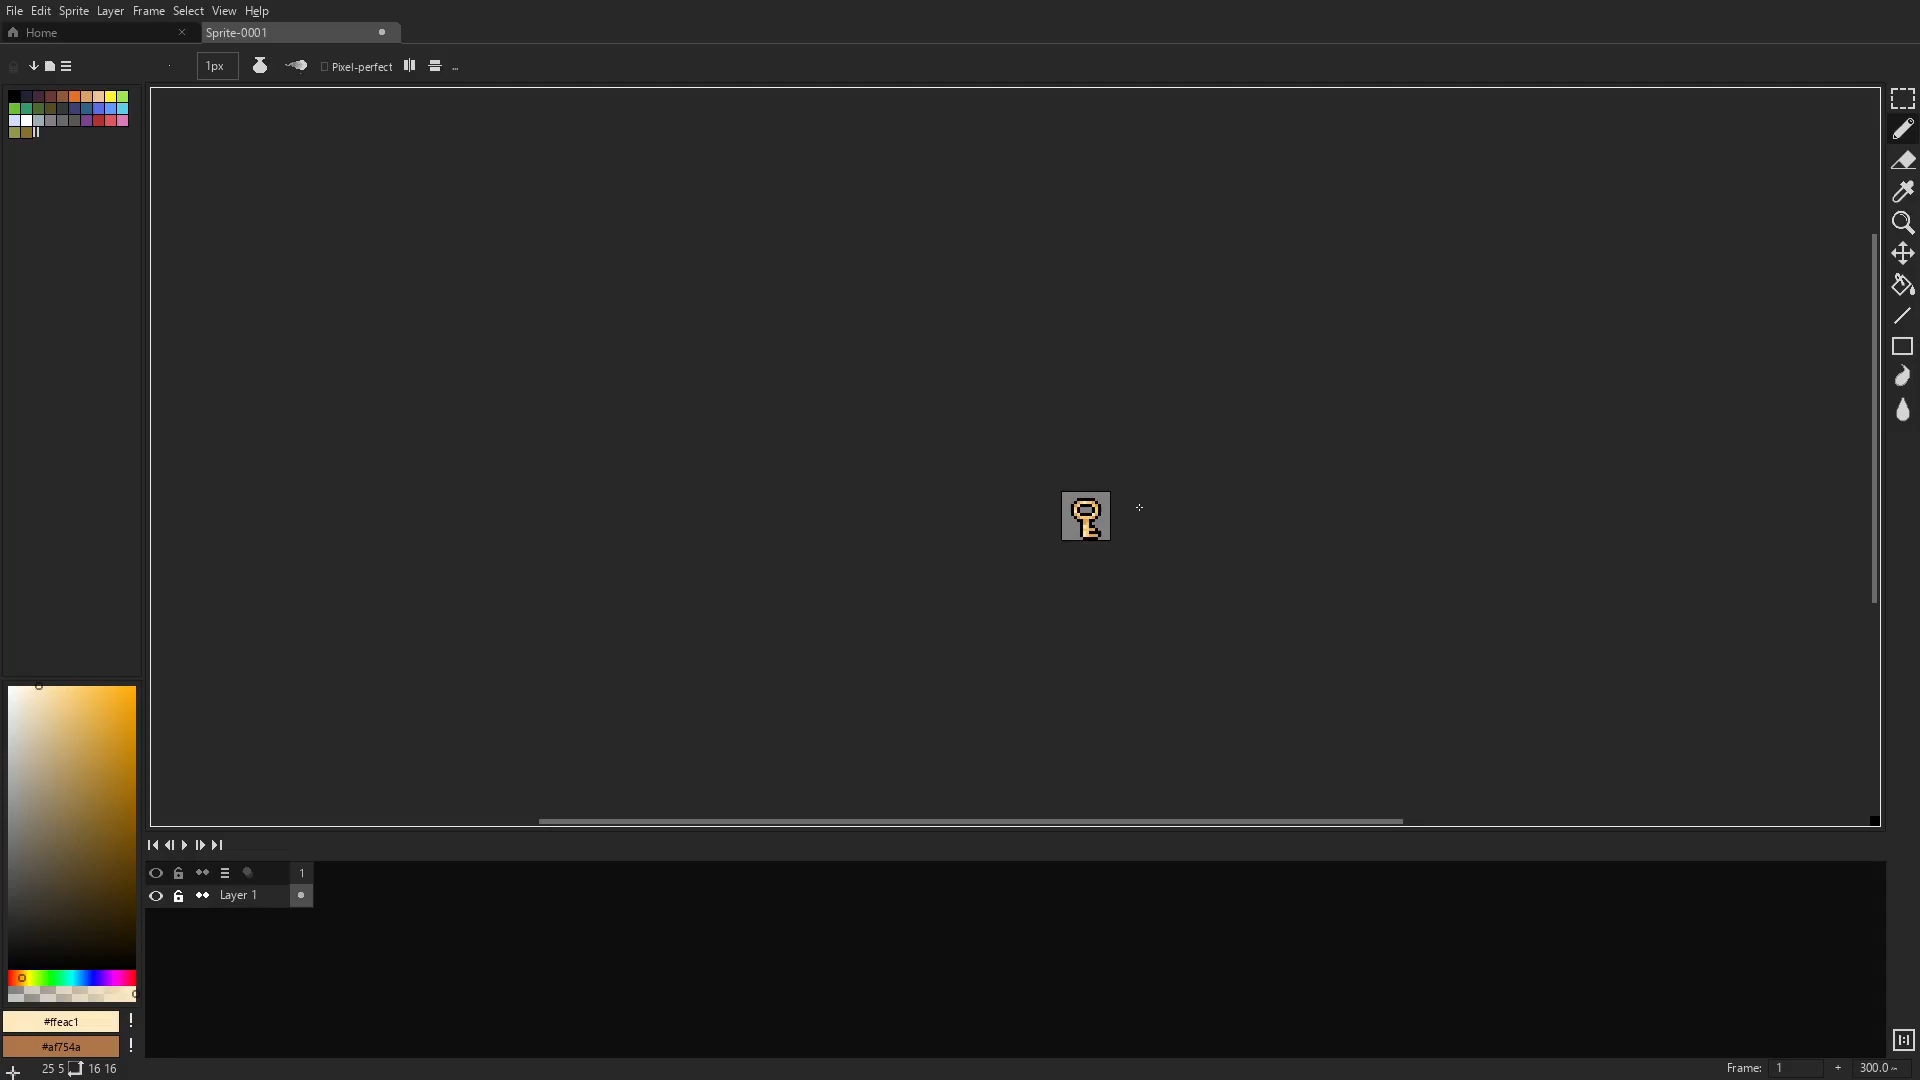 File Edit Sprite Layer Frame Select View Help
Home Sprite-0001
1px Pixel-perfect ...
1
Layer 1
#ffeac1 !
#af754a !
25 5 16 16 Frame: 1 + 300.0